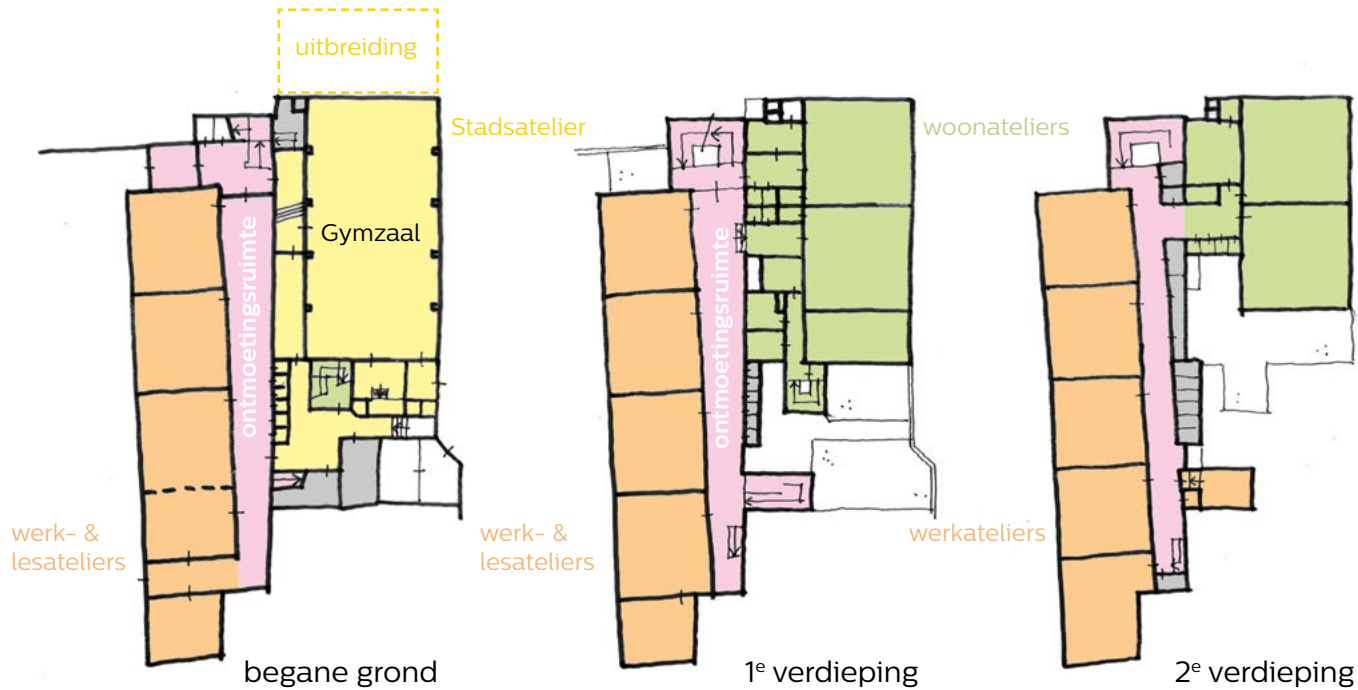 uitbreiding
Stadsatelier
woonateliers
Gymzaal
ontmoetingsruimte
ontmoetingsruimte
werk- &
lesateliers
werk- &
lesateliers
werkateliers
begane grond
1e verdieping
2e verdieping